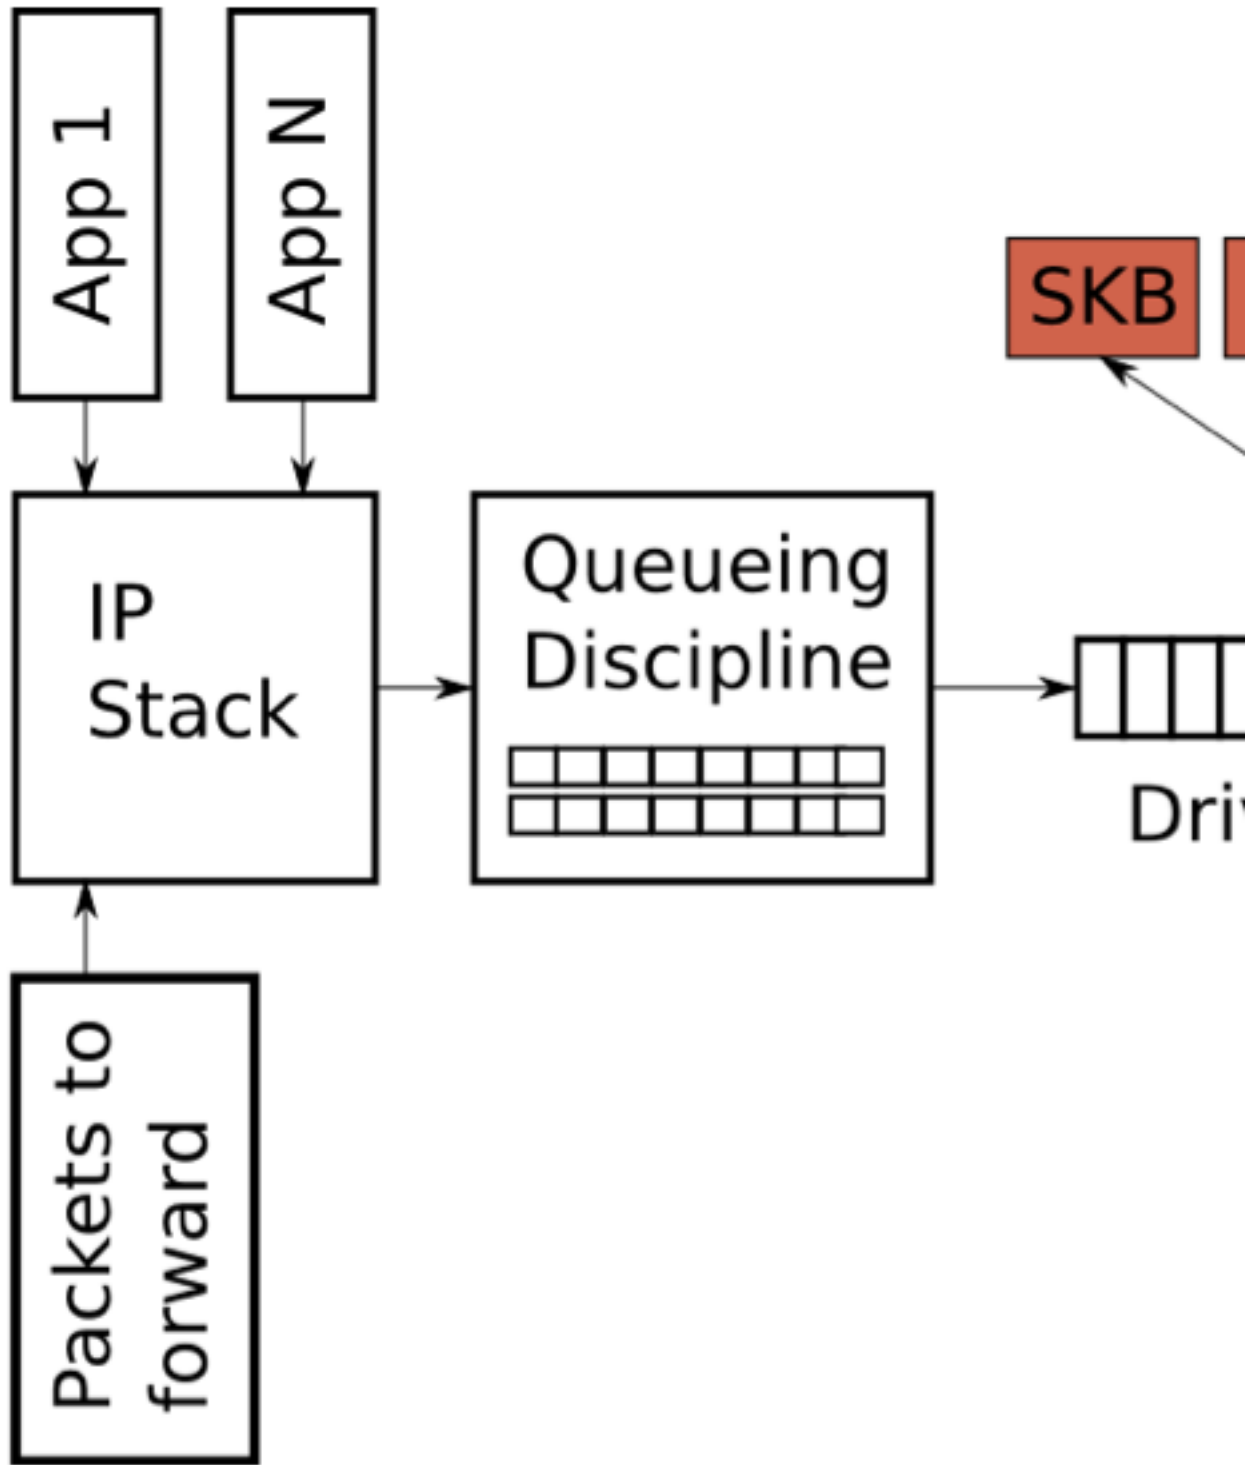 App 1
App N
SKB
IP
Stack
Queueing
Discipline
Packets to
forward